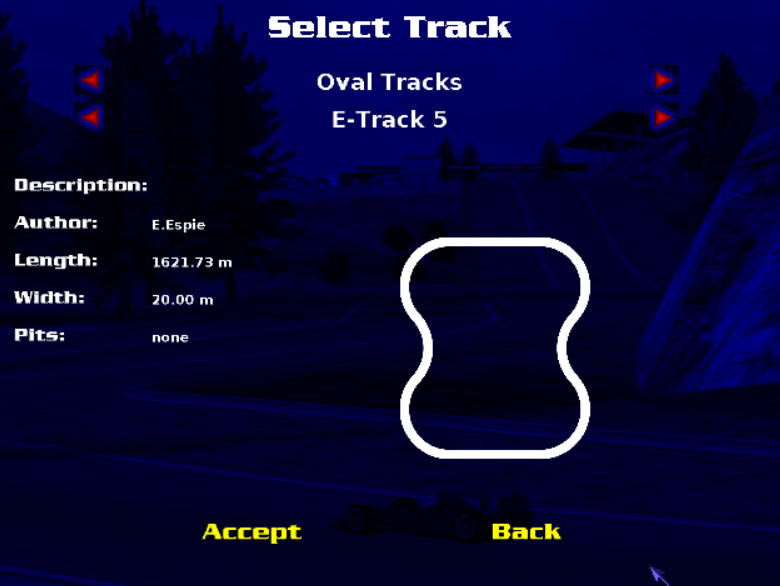 Select Track
Oval Tracks
E-Track 5
Description:
Author: E.Espie
Length: 1621.73 m
Width: 20.00 m
Pits: none
Accept Back